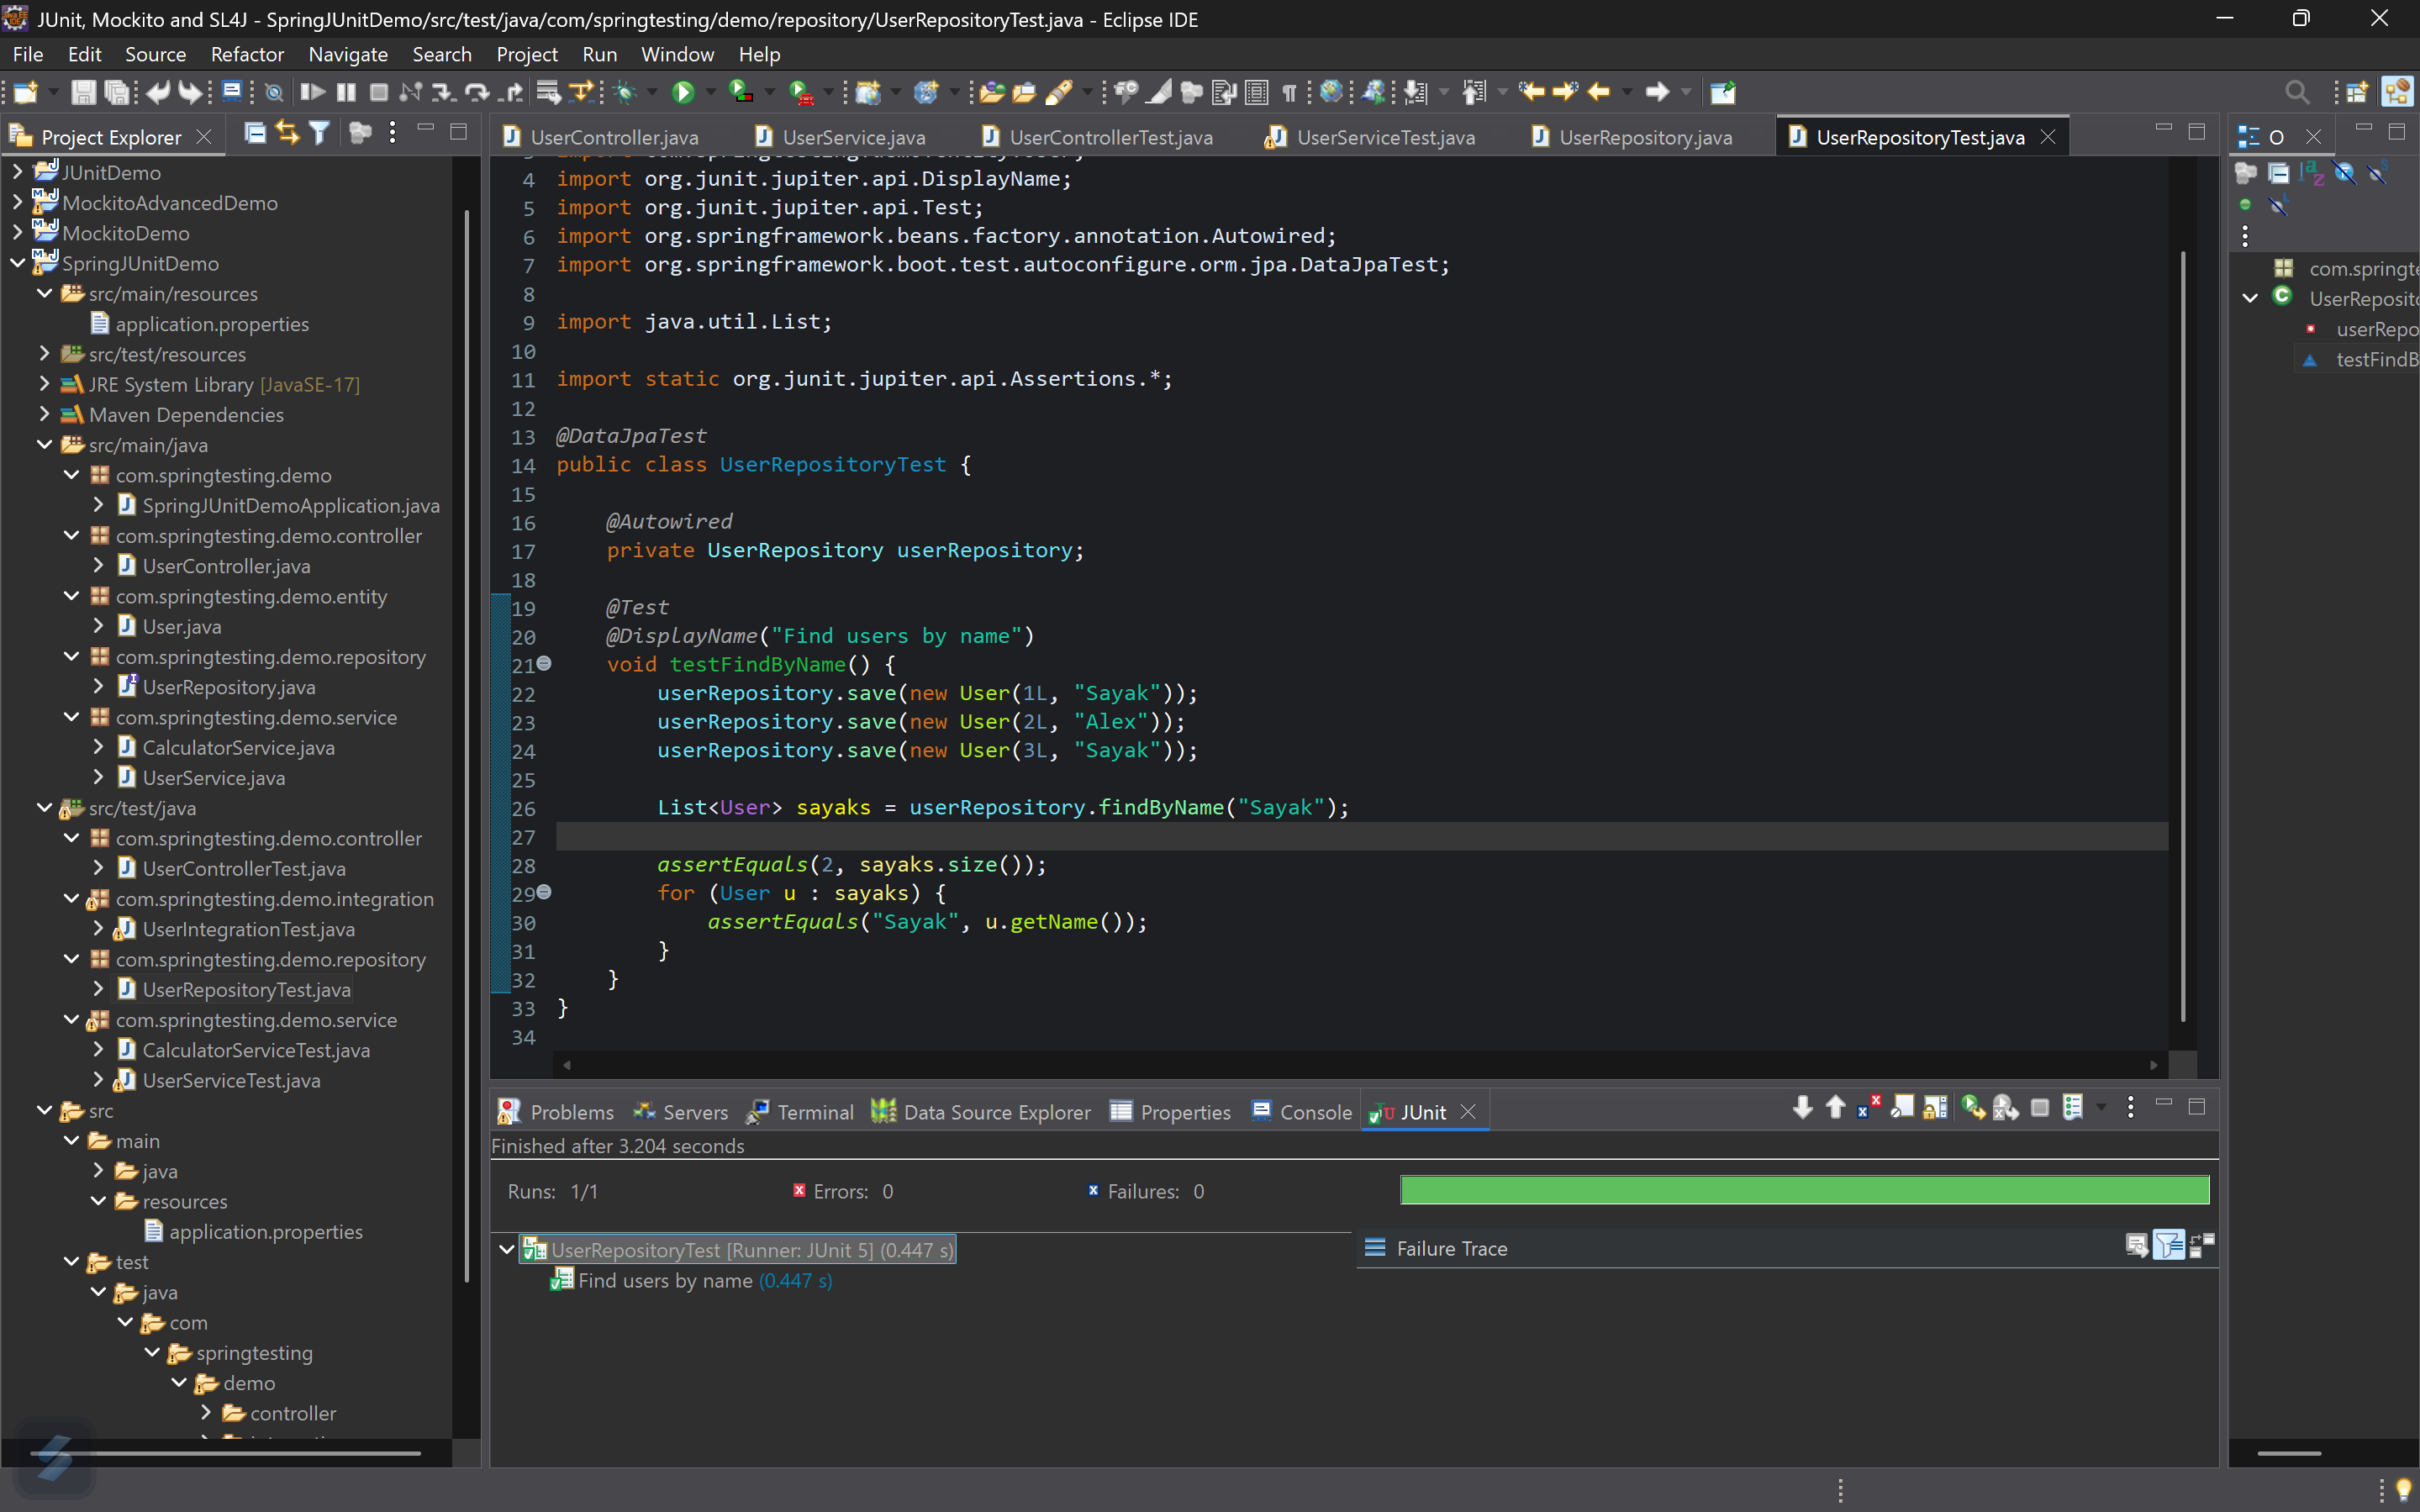 JUnit, Mockito and SL4J - SpringJUnitDemo/src/test/java/com/springtesting/demo/repository/UserRepositoryTest.java - Eclipse IDE
File Edit Source Refactor Navigate Search Project Run Window Help
Project Explorer
JUnitDemo
MockitoAdvancedDemo
MockitoDemo
SpringJUnitDemo
src/main/resources
application.properties
src/test/resources
JRE System Library [JavaSE-17]
Maven Dependencies
src/main/java
com.springtesting.demo
SpringJUnitDemoApplication.java
com.springtesting.demo.controller
UserController.java
com.springtesting.demo.entity
User.java
com.springtesting.demo.repository
UserRepository.java
com.springtesting.demo.service
CalculatorService.java
UserService.java
src/test/java
com.springtesting.demo.controller
UserControllerTest.java
com.springtesting.demo.integration
UserIntegrationTest.java
com.springtesting.demo.repository
UserRepositoryTest.java
com.springtesting.demo.service
CalculatorServiceTest.java
UserServiceTest.java
src
main
java
resources
application.properties
test
java
com
springtesting
demo
controller
UserController.java UserService.java UserControllerTest.java UserServiceTest.java UserRepository.java UserRepositoryTest.java
4 import org.junit.jupiter.api.DisplayName;
5 import org.junit.jupiter.api.Test;
6 import org.springframework.beans.factory.annotation.Autowired;
7 import org.springframework.boot.test.autoconfigure.orm.jpa.DataJpaTest;
8
9 import java.util.List;
10
11 import static org.junit.jupiter.api.Assertions.*;
12
13 @DataJpaTest
14 public class UserRepositoryTest {
15
16 @Autowired
17 private UserRepository userRepository;
18
19 @Test
20 @DisplayName("Find users by name")
21 void testFindByName() {
22 userRepository.save(new User(1L, "Sayak"));
23 userRepository.save(new User(2L, "Alex"));
24 userRepository.save(new User(3L, "Sayak"));
25
26 List<User> sayaks = userRepository.findByName("Sayak");
27
28 assertEquals(2, sayaks.size());
29 for (User u : sayaks) {
30 assertEquals("Sayak", u.getName());
31 }
32 }
33 }
34
Problems Servers Terminal Data Source Explorer Properties Console JUnit
Finished after 3.204 seconds
Runs: 1/1 Errors: 0 Failures: 0
UserRepositoryTest [Runner: JUnit 5] (0.447 s)
Find users by name (0.447 s)
Failure Trace
O
com.springte
UserReposito
userRepo
testFindB